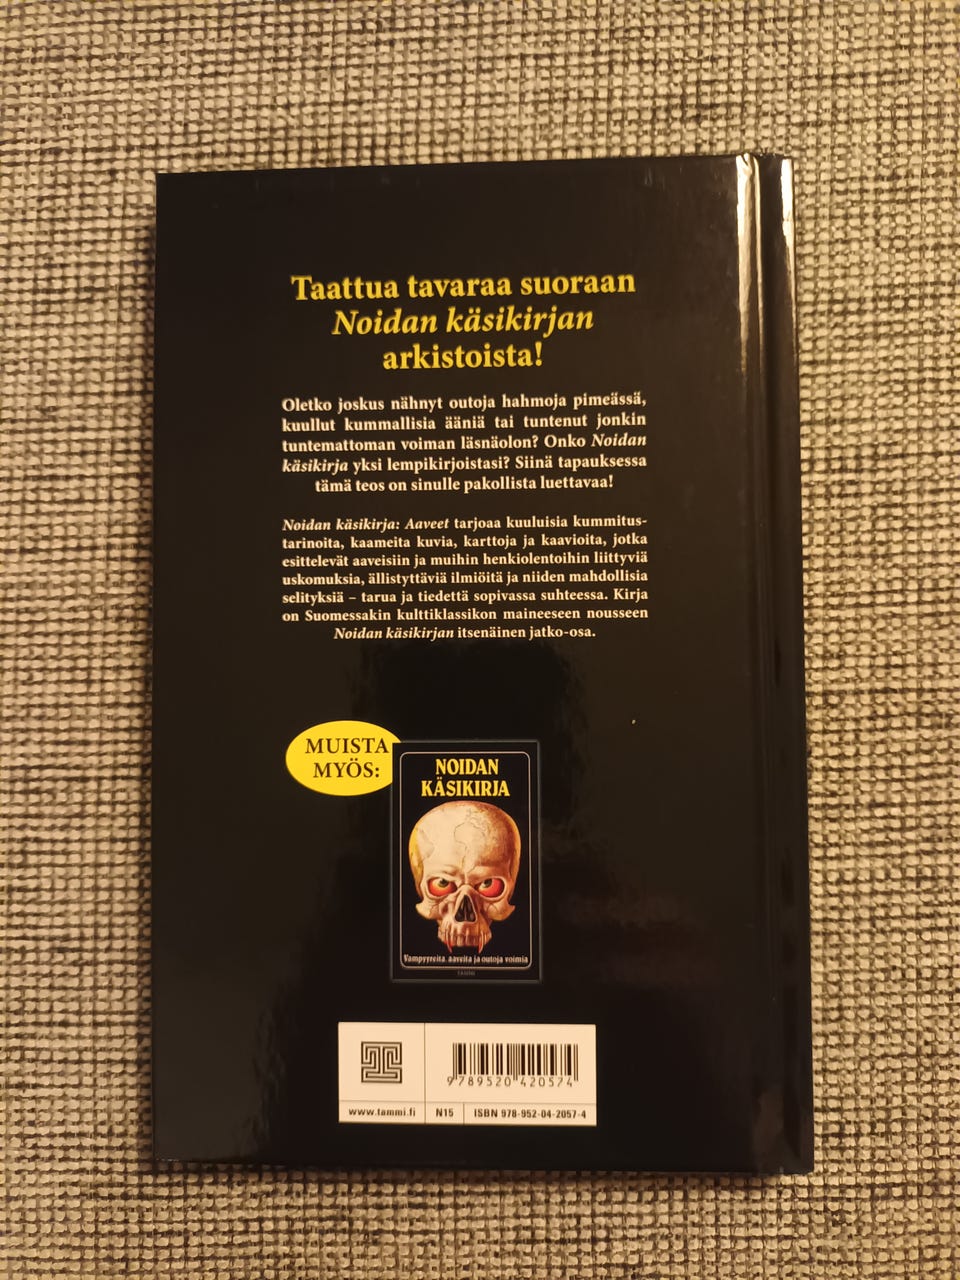 Taattua tavaraa suoraan
Noidan käsikirjan
arkistoista!
Oletko joskus nähnyt outoja hahmoja pimeässä,
kuullut kummallisia ääniä tai tuntenut jonkin
tuntemattoman voiman läsnäolon? Onko Noidan
käsikirja yksi lempikirjoistasi? Siinä tapauksessa
tämä teos on sinulle pakollista luettavaa!
Noidan käsikirja: Aaveet tarjoaa kuuluisia kummitus-
tarinoita, kaameita kuvia, karttoja ja kaavioita, jotka
esittelevät aaveisiin ja muihin henkiolentoihin liittyviä
uskomuksia, ällistyttäviä ilmiöitä ja niiden mahdollisia
selityksiä – tarua ja tiedettä sopivassa suhteessa. Kirja
on Suomessakin kulttiklassikon maineeseen nousseen
Noidan käsikirjan itsenäinen jatko-osa.
MUISTA
MYÖS:
NOIDAN
KÄSIKIRJA
Vampyyreita, aaveita ja outoja voimia
TAMMI
9 789520 420574
www.tammi.fi
N15
ISBN 978-952-04-2057-4